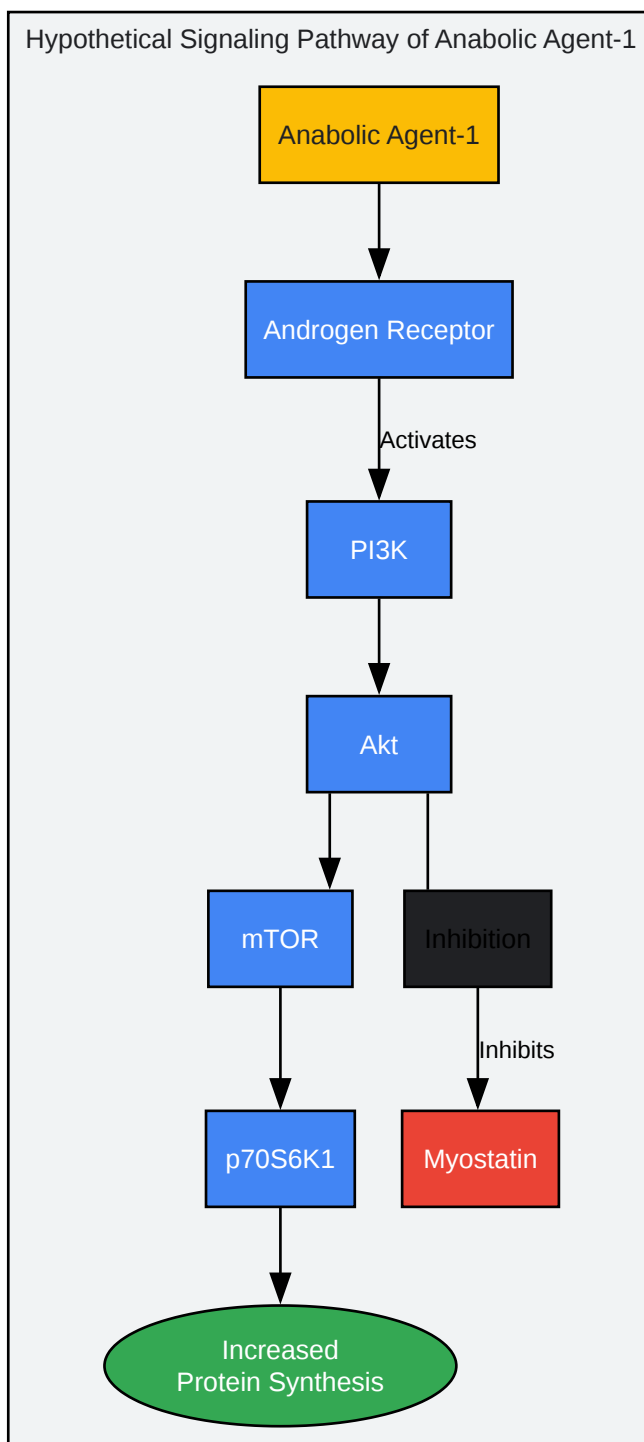 Hypothetical Signaling Pathway of Anabolic Agent-1
Anabolic Agent-1
Androgen Receptor
Activates
PI3K
Akt
mTOR
Inhibition
Inhibits
p70S6K1
Myostatin
Increased
Protein Synthesis